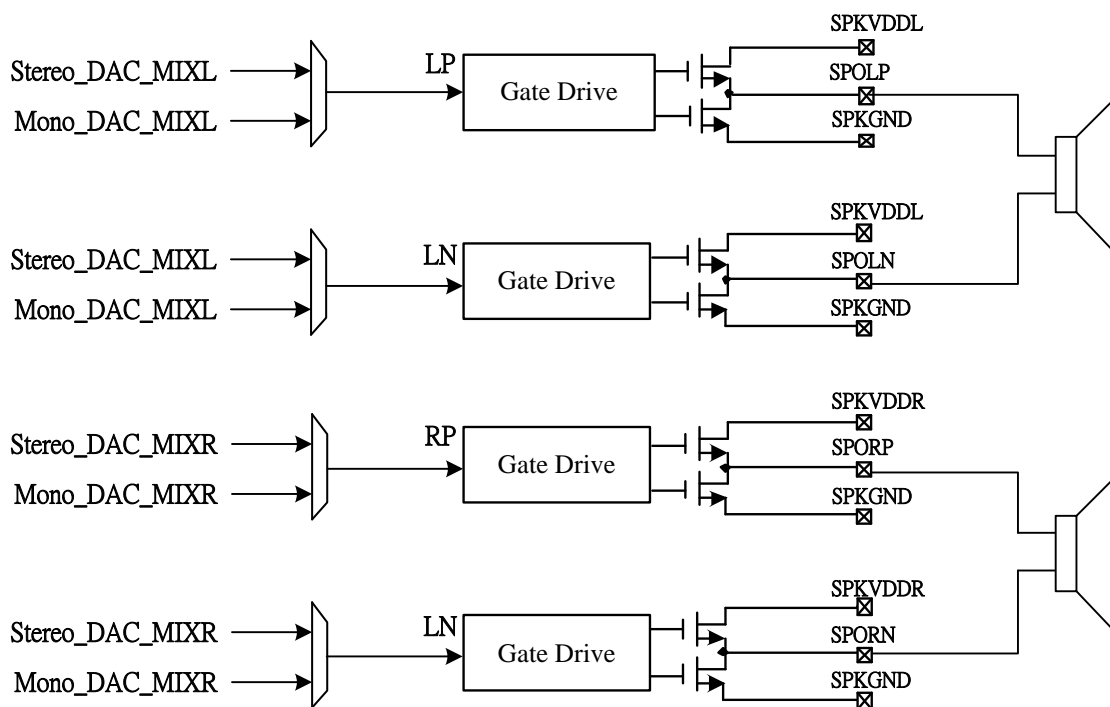 SPKVDDL
Stereo_DAC_MIXL
LP
Gate Drive
SPOLP
Mono_DAC_MIXL
SPKGND
SPKVDDL
Stereo_DAC_MIXL
LN
Gate Drive
SPOLN
Mono_DAC_MIXL
SPKGND
SPKVDDR
Stereo_DAC_MIXR
RP
Gate Drive
SPORP
Mono_DAC_MIXR
SPKGND
SPKVDDR
Stereo_DAC_MIXR
LN
Gate Drive
SPORN
Mono_DAC_MIXR
SPKGND